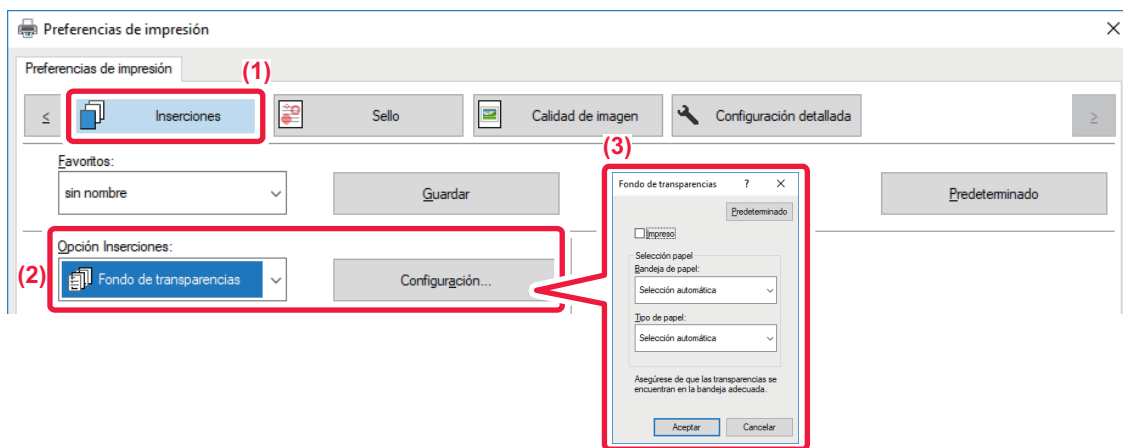 Preferencias de impresión
Preferencias de impresión
(1)
<
Inserciones
Sello
Calidad de imagen
Configuración detallada
>
Favoritos:
sin nombre
Guardar
Predeterminado
Opción Inserciones:
(2)
Fondo de transparencias
Configuración...
(3)
Fondo de transparencias ?
Predeterminado
Impreso
Selección papel
Bandeja de papel:
Selección automática
Tipo de papel:
Selección automática
Asegúrese de que las transparencias se
encuentran en la bandeja adecuada.
Aceptar Cancelar